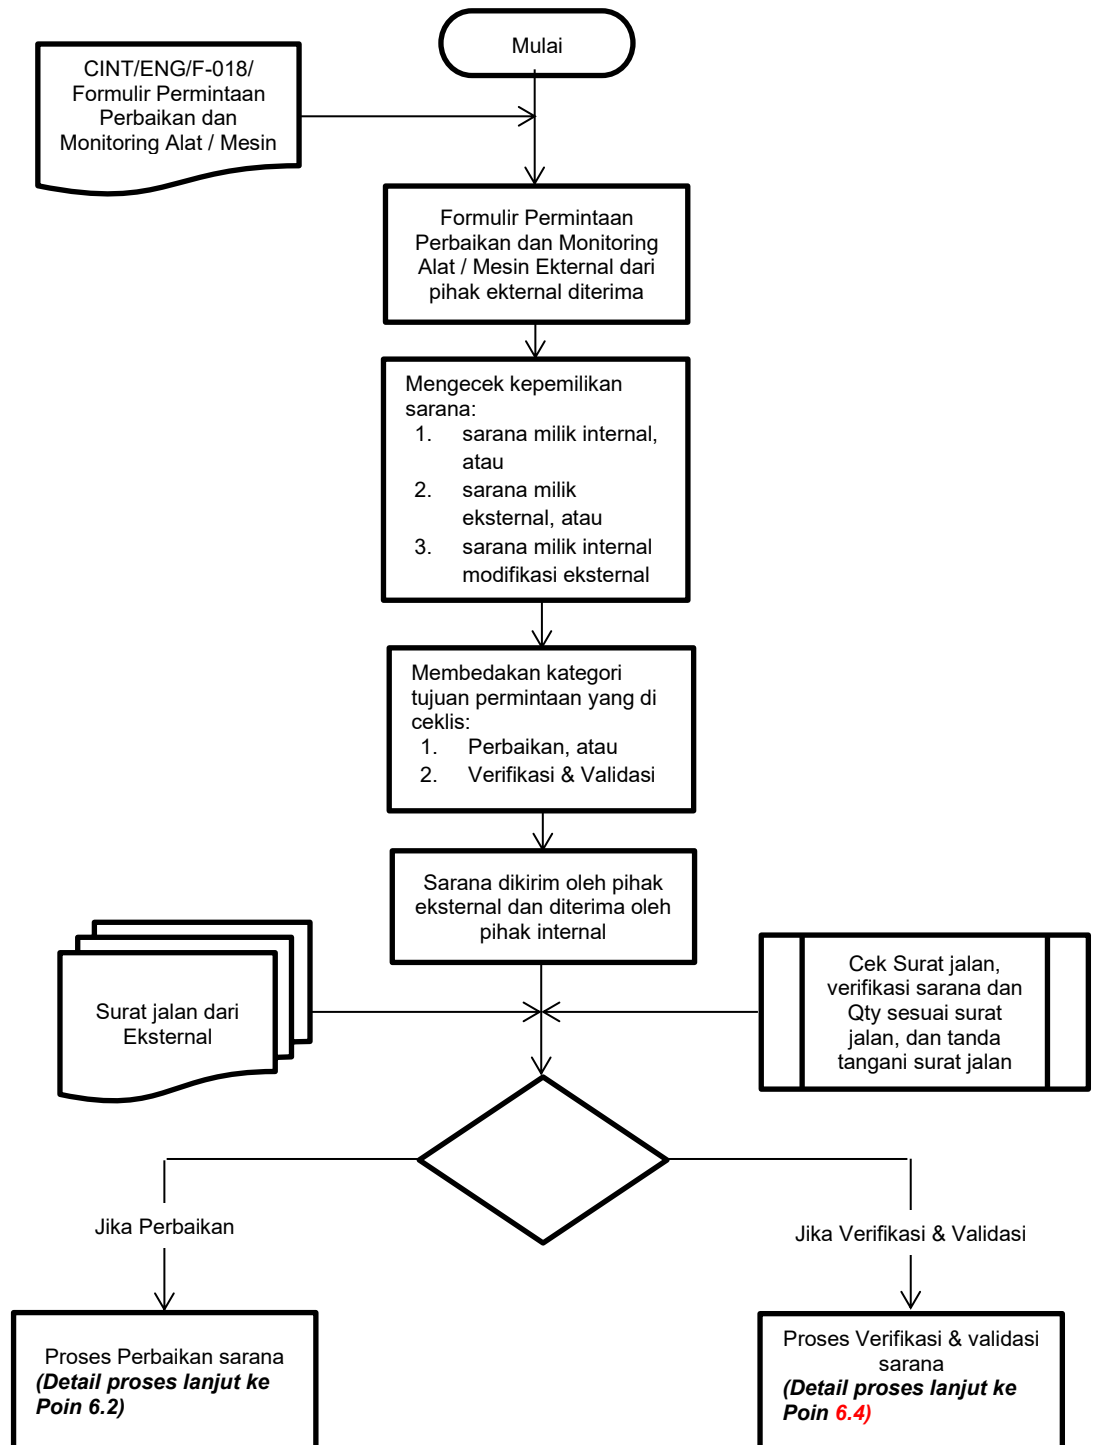 Mulai
CINT/ENG/F-018/
Formulir Permintaan
Perbaikan dan
Monitoring Alat / Mesin
Formulir Permintaan
Perbaikan dan Monitoring
Alat / Mesin Ekternal dari
pihak ekternal diterima
Mengecek kepemilikan
sarana:
1. sarana milik internal,
atau
2. sarana milik
eksternal, atau
3. sarana milik internal
modifikasi eksternal
Membedakan kategori
tujuan permintaan yang di
ceklis:
1. Perbaikan, atau
2. Verifikasi & Validasi
Sarana dikirim oleh pihak
eksternal dan diterima oleh
pihak internal
Surat jalan dari
Eksternal
Cek Surat jalan,
verifikasi sarana dan
Qty sesuai surat
jalan, dan tanda
tangani surat jalan
Jika Perbaikan
Jika Verifikasi & Validasi
Proses Perbaikan sarana
(Detail proses lanjut ke
Poin 6.2)
Proses Verifikasi & validasi
sarana
(Detail proses lanjut ke
Poin 6.4)